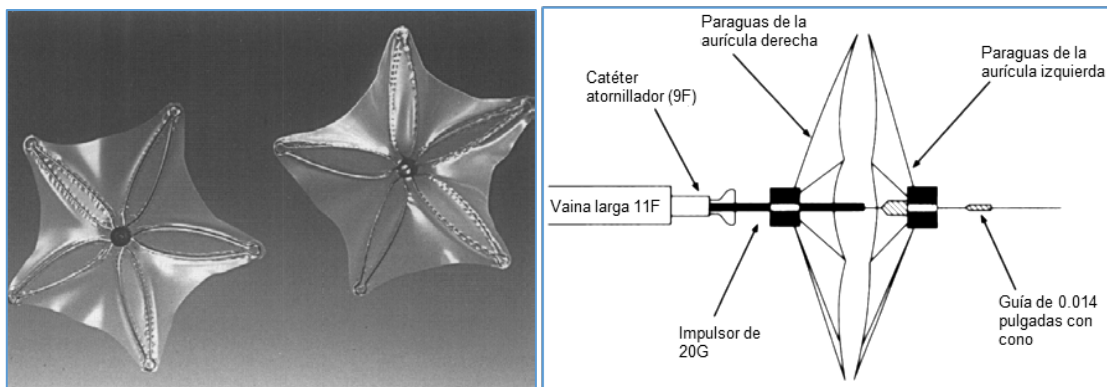 Paraguas de la
aurícula derecha
Paraguas de la
aurícula izquierda
Catéter
atornillador (9F)
Vaina larga 11F
Impulsor de
20G
Guía de 0.014
pulgadas con
cono